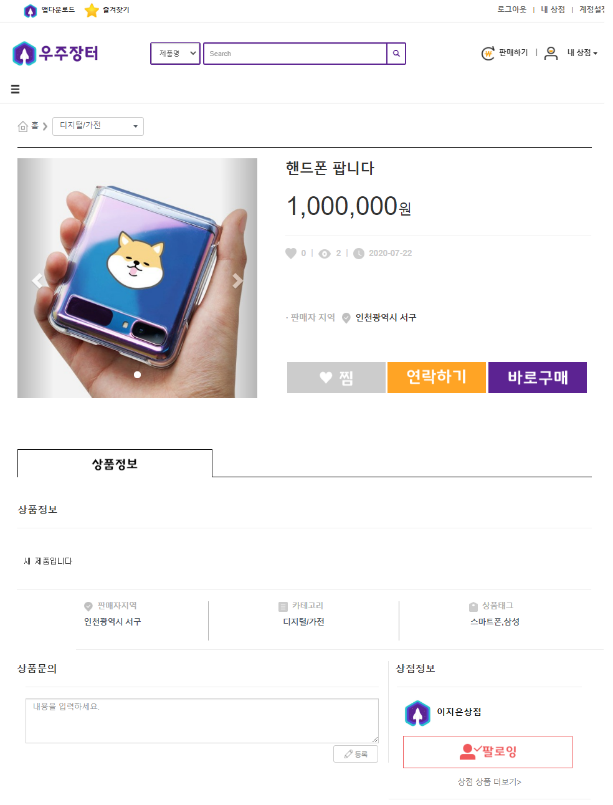 앱다운로드 즐겨찾기 로그아웃 | 내 상점 | 계정설정
우주장터 제품명 Search 판매하기 | 내 상점
홈 디지털/가전
핸드폰 팝니다
1,000,000원
0 | 2 | 2020-07-22
· 판매자 지역 인천광역시 서구
찜 연락하기 바로구매
상품정보
상품정보
새 제품입니다
판매자지역 카테고리 상품태그
인천광역시 서구 디지털/가전 스마트폰,삼성
상품문의 상점정보
내용을 입력하세요.
이지은상점
등록
팔로잉
상점 상품 더보기>